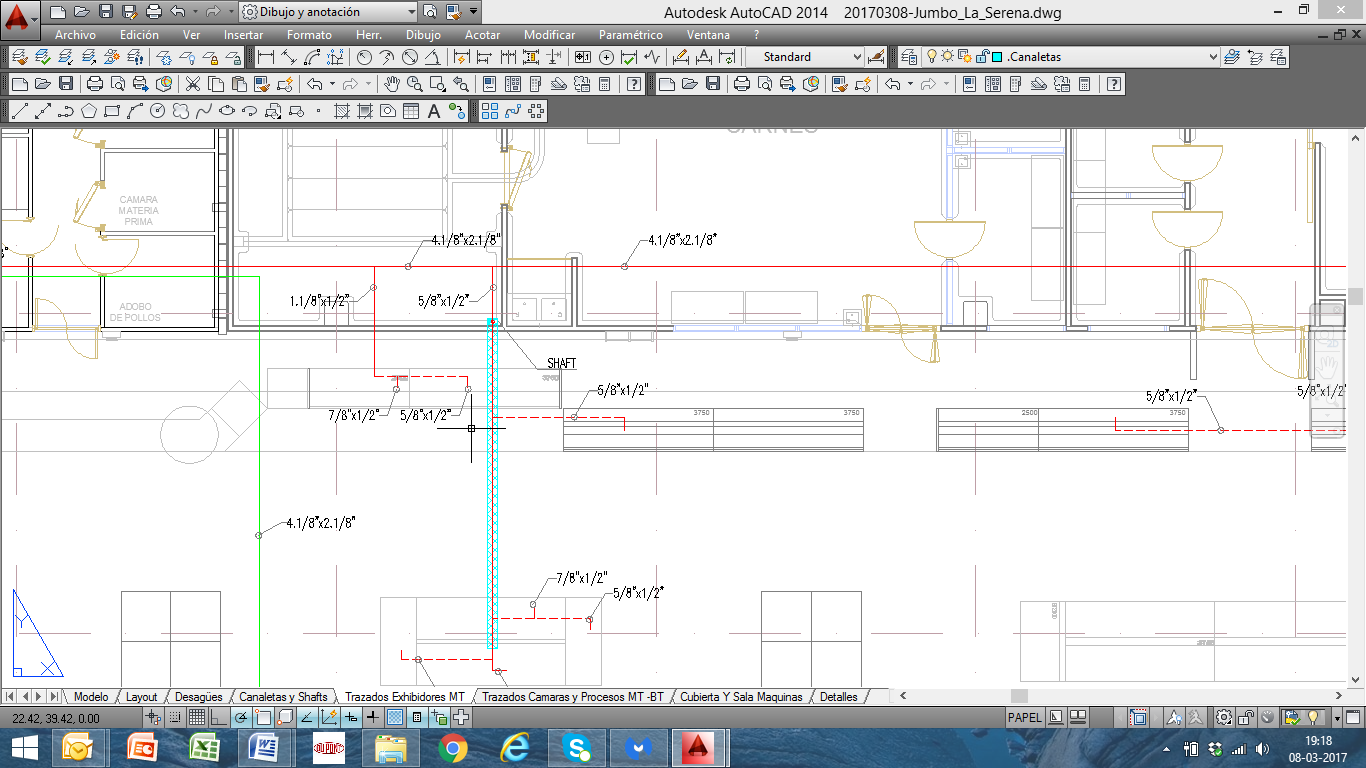 Dibujo y anotación
Autodesk AutoCAD 2014 20170308-Jumbo_La_Serena.dwg
Archivo Edición Ver Insertar Formato Herr. Dibujo Acotar Modificar Paramétrico Ventana ?
Standard
.Canaletas
CARNES
CAMARA
MATERIA
PRIMA
4.1/8"x2.1/8"
4.1/8"x2.1/8"
ADOBO
DE POLLOS
1.1/8"x1/2"
5/8"x1/2"
SHAFT
5/8"x1/2"
5/8"x1/2"
5/8"x1/2"
7/8"x1/2"
5/8"x1/2"
3750
3750
2500
3750
4.1/8"x2.1/8"
7/8"x1/2"
5/8"x1/2"
Y
X
Modelo Layout Desagües Canaletas y Shafts Trazados Exhibidores MT Trazados Camaras y Procesos MT -BT Cubierta Y Sala Maquinas Detalles
22.42, 39.42, 0.00
PAPEL
19:18
08-03-2017